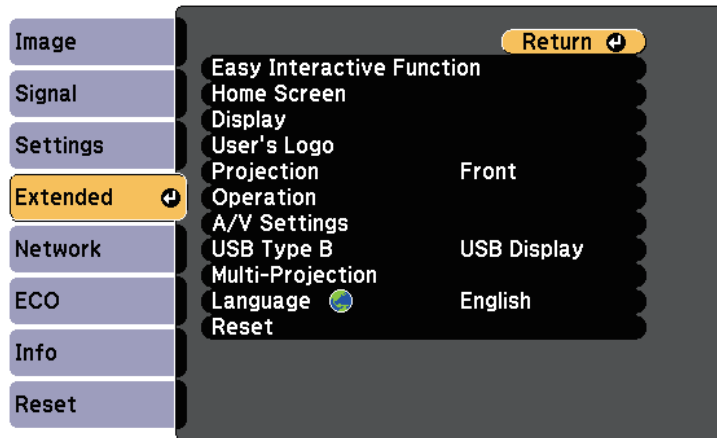 Image
Signal
Settings
Extended
Network
ECO
Info
Reset
Return
Easy Interactive Function
Home Screen
Display
User's Logo
Projection Front
Operation
A/V Settings
USB Type B USB Display
Multi-Projection
Language English
Reset